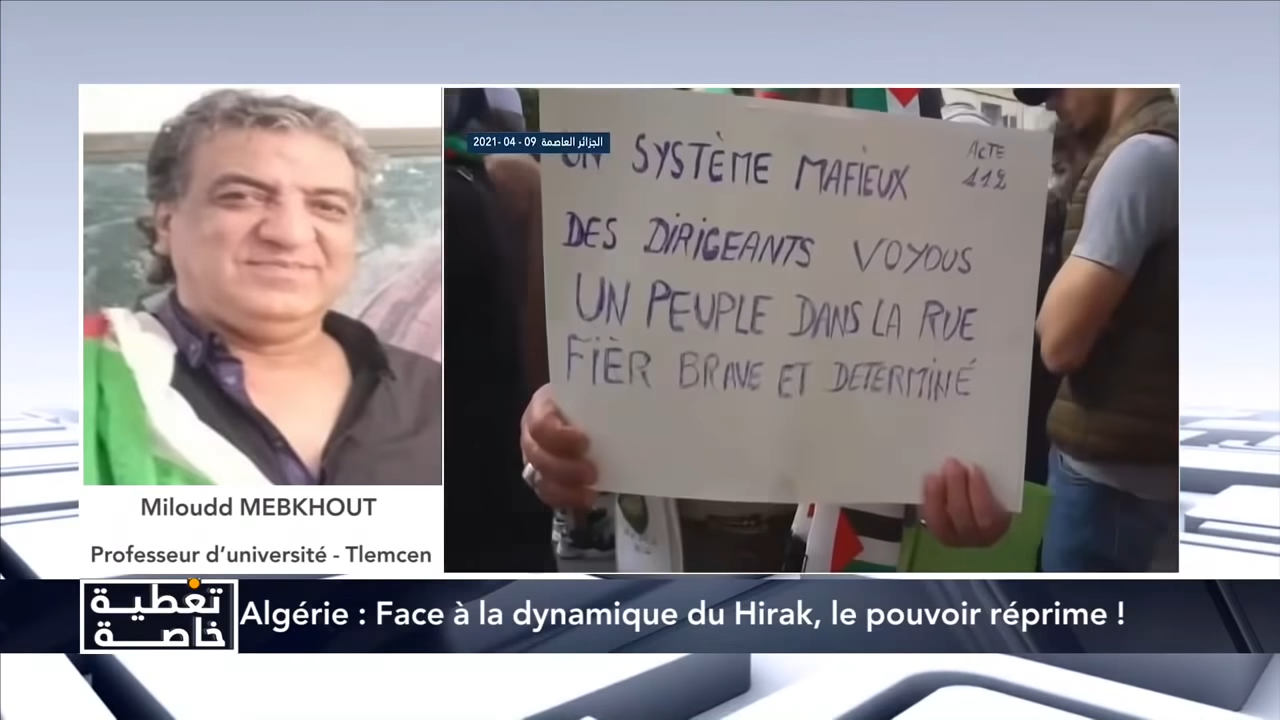 الجزائر العاصمة 09 - 04 -2021
UN SYSTÈME MAFIEUX
ACTE
112
DES DIRIGEANTS VOYOUS
UN PEUPLE DANS LA RUE
FIÈR BRAVE ET DETERMINÉ
Miloudd MEBKHOUT
Professeur d'université - Tlemcen
تغطية
خاصة
Algérie : Face à la dynamique du Hirak, le pouvoir réprime !